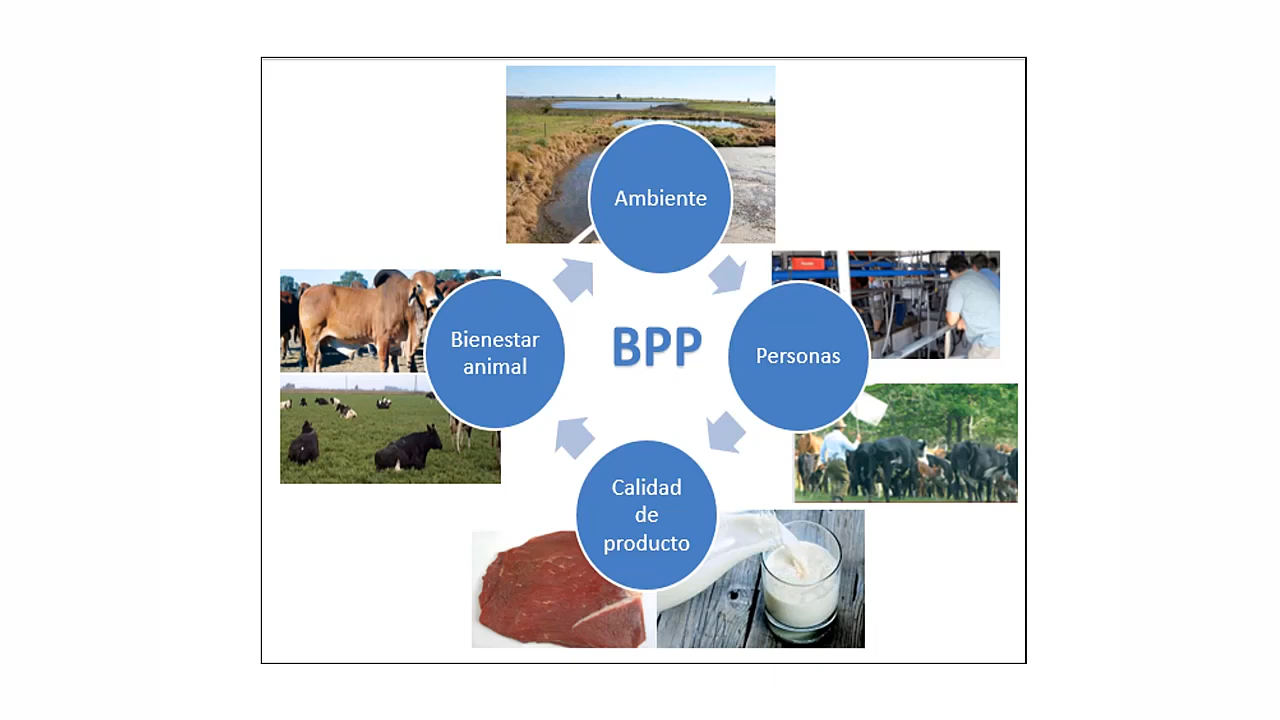 Ambiente
Bienestar
animal
BPP
Personas
Calidad
de
producto